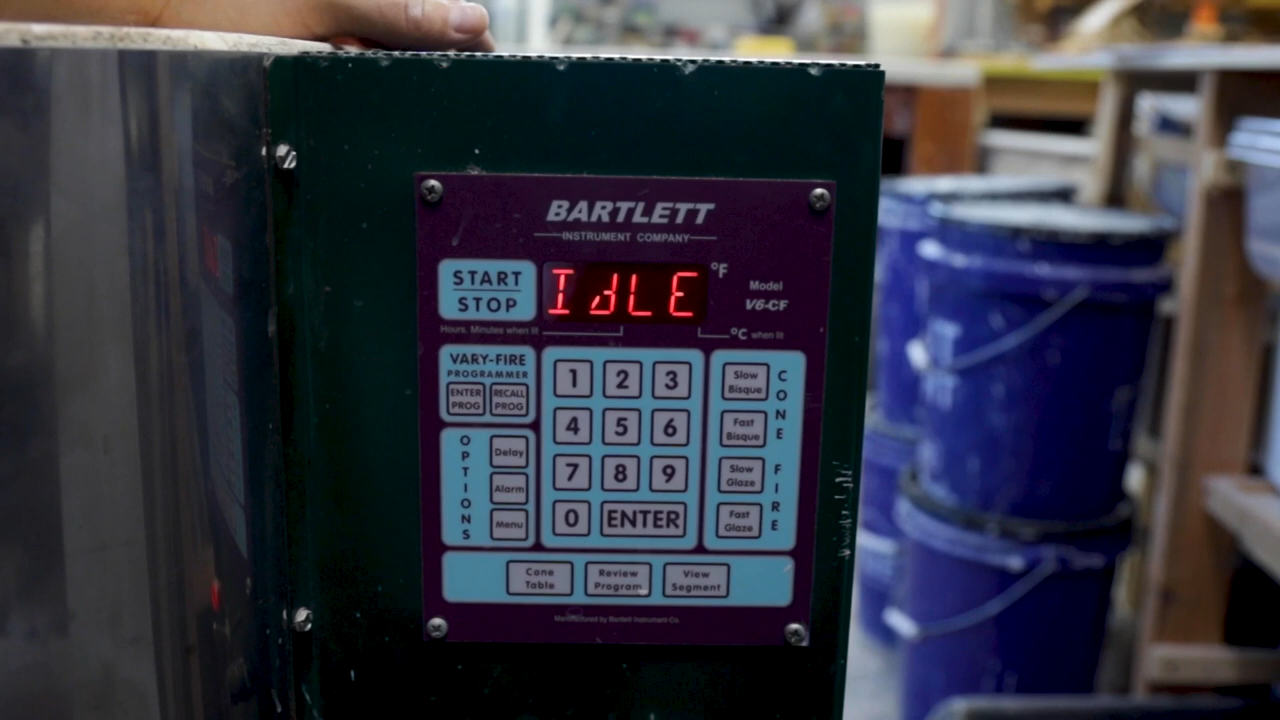 BARTLETT
INSTRUMENT COMPANY
START
STOP
IdLE
°F
Model
V6-CF
Hours. Minutes when lit
°C when lit
VARY-FIRE
PROGRAMMER
ENTER PROG
RECALL PROG
OPTIONS
Delay
Alarm
Menu
1 2 3
4 5 6
7 8 9
0 ENTER
Slow Bisque
Fast Bisque
Slow Glaze
Fast Glaze
CONE FIRE
Cone Table
Review Program
View Segment
Manufactured by Bartlett Instrument Co.